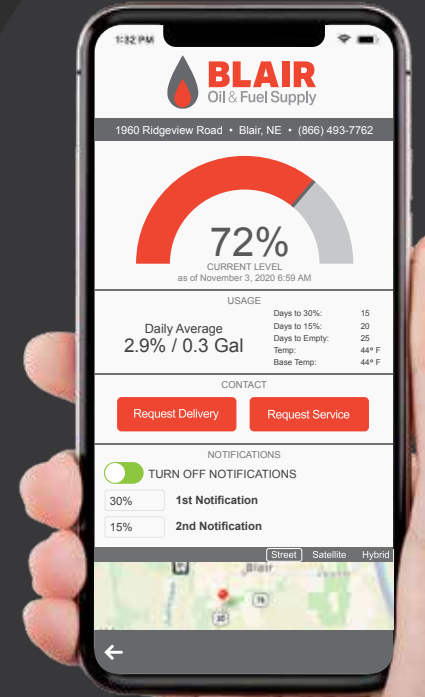 1:32 PM
BLAIR
Oil & Fuel Supply
1960 Ridgeview Road • Blair, NE • (866) 493-7762
72%
CURRENT LEVEL
as of November 3, 2020 6:59 AM
USAGE
Daily Average
2.9% / 0.3 Gal
Days to 30%: 15
Days to 15%: 20
Days to Empty: 25
Temp: 44° F
Base Temp: 44° F
CONTACT
Request Delivery Request Service
NOTIFICATIONS
TURN OFF NOTIFICATIONS
30% 1st Notification
15% 2nd Notification
Street Satellite Hybrid
Blair
30